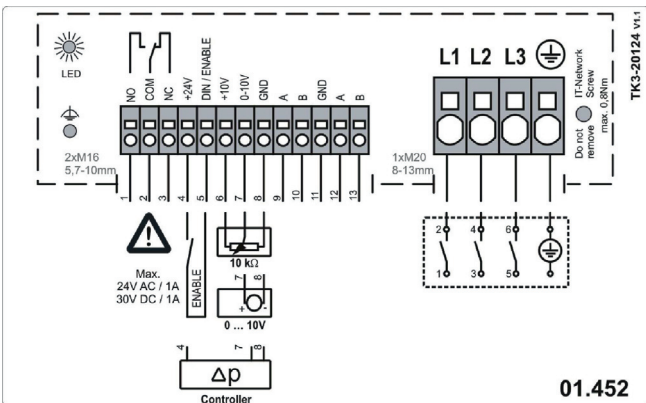 LED
NO
COM
NC
+24V
DIN / ENABLE
+10V
0-10V
GND
A
B
GND
A
B
L1 L2 L3
IT-Network
Screw
max. 0,8Nm
Do not
remove
TK3-20124 V1.1
2xM16
5,7-10mm
1xM20
8-13mm
1 2 3 4 5 6 7 8 9 10 11 12 13
Max.
24V AC / 1A
30V DC / 1A
ENABLE
10 kΩ
7 8
+ -
0 ... 10V
2 4 6
1 3 5
4 7 8
Δp
Controller
01.452